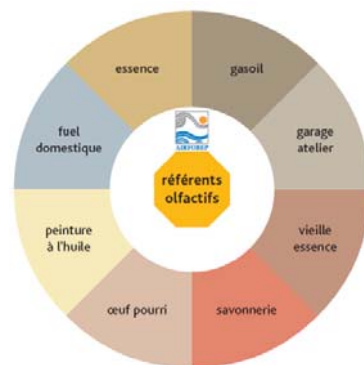 essence
gasoil
garage
atelier
vieille
essence
savonnerie
œuf pourri
peinture
à l'huile
fuel
domestique
AIRFOBEP
référents
olfactifs